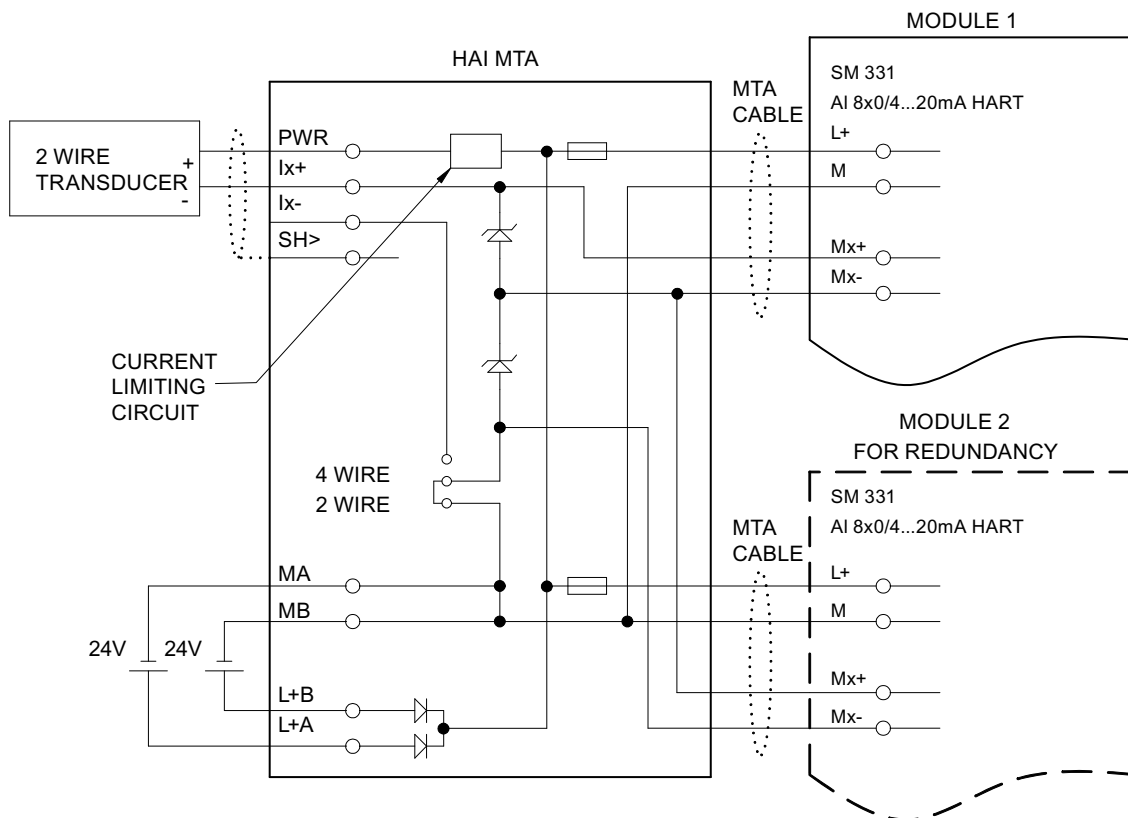 MODULE 1
HAI MTA
SM 331
AI 8x0/4...20mA HART
MTA
CABLE
L+
M
Mx+
Mx-
2 WIRE
TRANSDUCER
+
-
PWR
Ix+
Ix-
SH>
CURRENT
LIMITING
CIRCUIT
4 WIRE
2 WIRE
MODULE 2
FOR REDUNDANCY
SM 331
AI 8x0/4...20mA HART
MTA
CABLE
L+
M
Mx+
Mx-
MA
MB
24V
24V
L+B
L+A